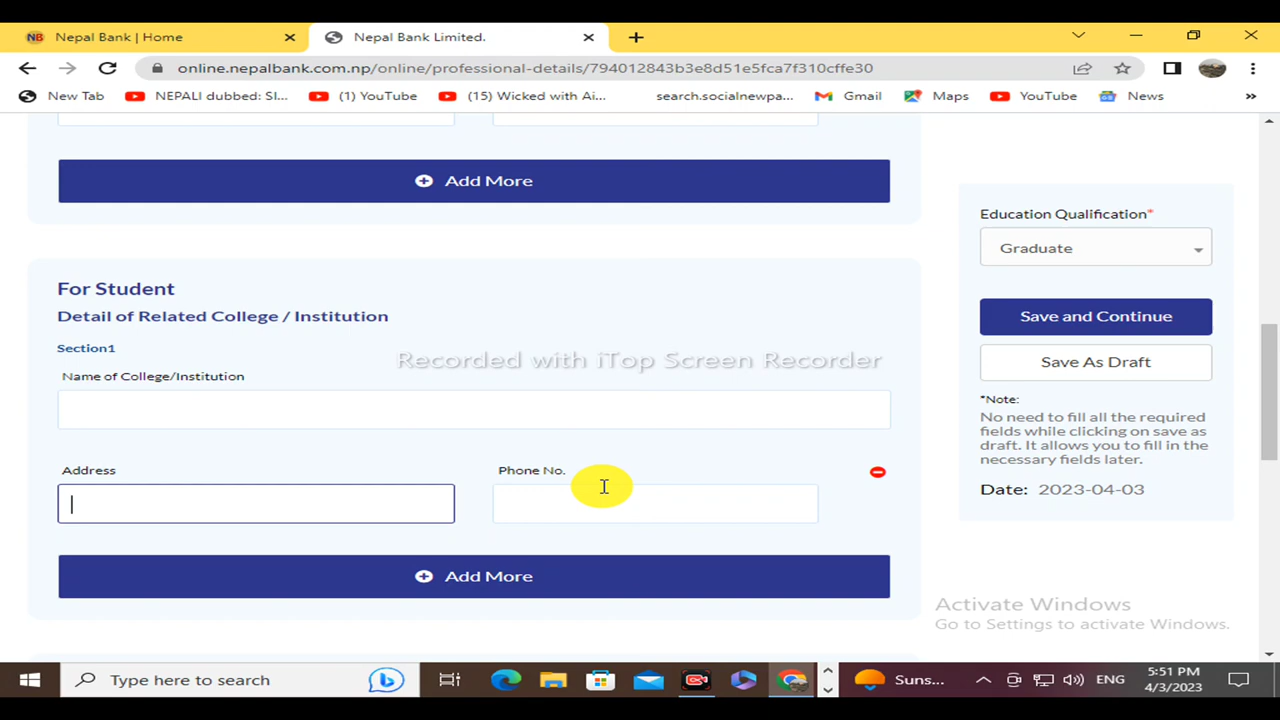 NB Nepal Bank | Home
Nepal Bank Limited.
online.nepalbank.com.np/online/professional-details/794012843b3e8d51e5fca7f310cffe30
New Tab
NEPALI dubbed: Sl...
(1) YouTube
(15) Wicked with Ai...
search.socialnewpa...
Gmail
Maps
YouTube
News
»
Add More
For Student
Detail of Related College / Institution
Section1
Name of College/Institution
Recorded with iTop Screen Recorder
Address
Phone No.
Add More
Education Qualification*
Graduate
Save and Continue
Save As Draft
*Note:
No need to fill all the required
fields while clicking on save as
draft. It allows you to fill in the
necessary fields later.
Date: 2023-04-03
Activate Windows
Go to Settings to activate Windows.
Type here to search
Suns...
ENG
5:51 PM
4/3/2023